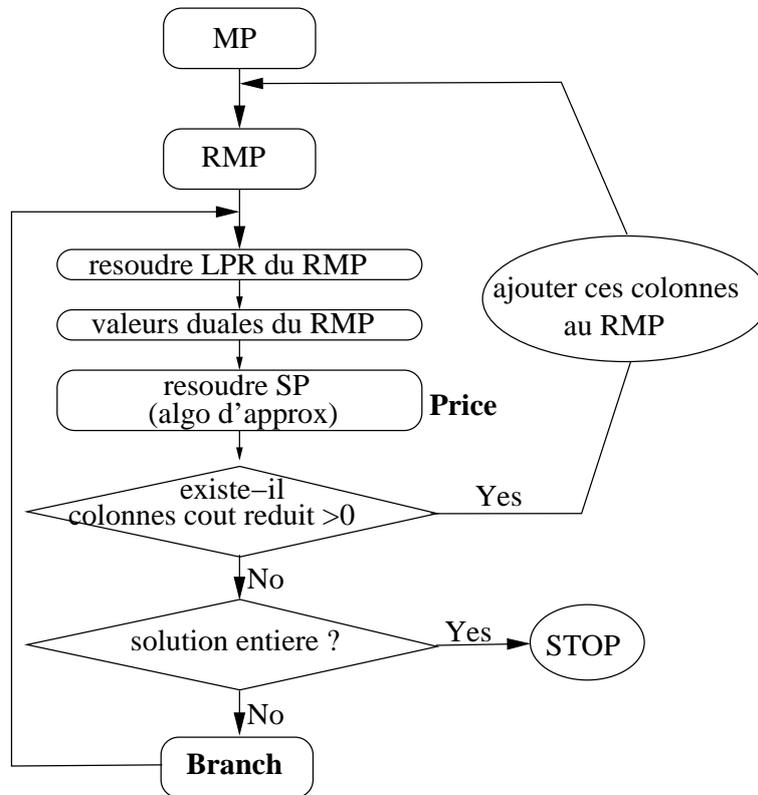 MP
RMP
resoudre LPR du RMP
valeurs duales du RMP
resoudre SP
(algo d'approx)
Price
ajouter ces colonnes
au RMP
existe−il
colonnes cout reduit >0
Yes
No
solution entiere ?
Yes
STOP
No
Branch